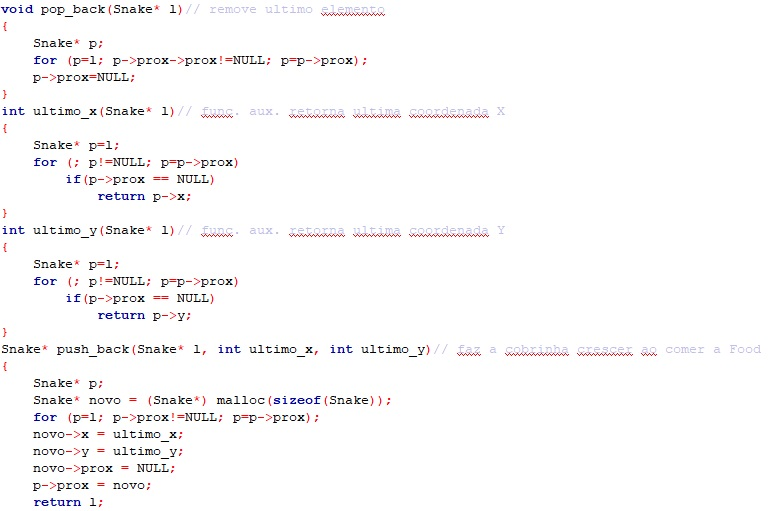 void pop_back(Snake* l)// remove ultimo elemento
{
    Snake* p;
    for (p=l; p->prox->prox!=NULL; p=p->prox);
    p->prox=NULL;
}
int ultimo_x(Snake* l)// func. aux. retorna ultima coordenada X
{
    Snake* p=l;
    for (; p!=NULL; p=p->prox)
        if(p->prox == NULL)
            return p->x;
}
int ultimo_y(Snake* l)// func. aux. retorna ultima coordenada Y
{
    Snake* p=l;
    for (; p!=NULL; p=p->prox)
        if(p->prox == NULL)
            return p->y;
}
Snake* push_back(Snake* l, int ultimo_x, int ultimo_y)// faz a cobrinha crescer ao comer a Food
{
    Snake* p;
    Snake* novo = (Snake*) malloc(sizeof(Snake));
    for (p=l; p->prox!=NULL; p=p->prox);
    novo->x = ultimo_x;
    novo->y = ultimo_y;
    novo->prox = NULL;
    p->prox = novo;
    return l;